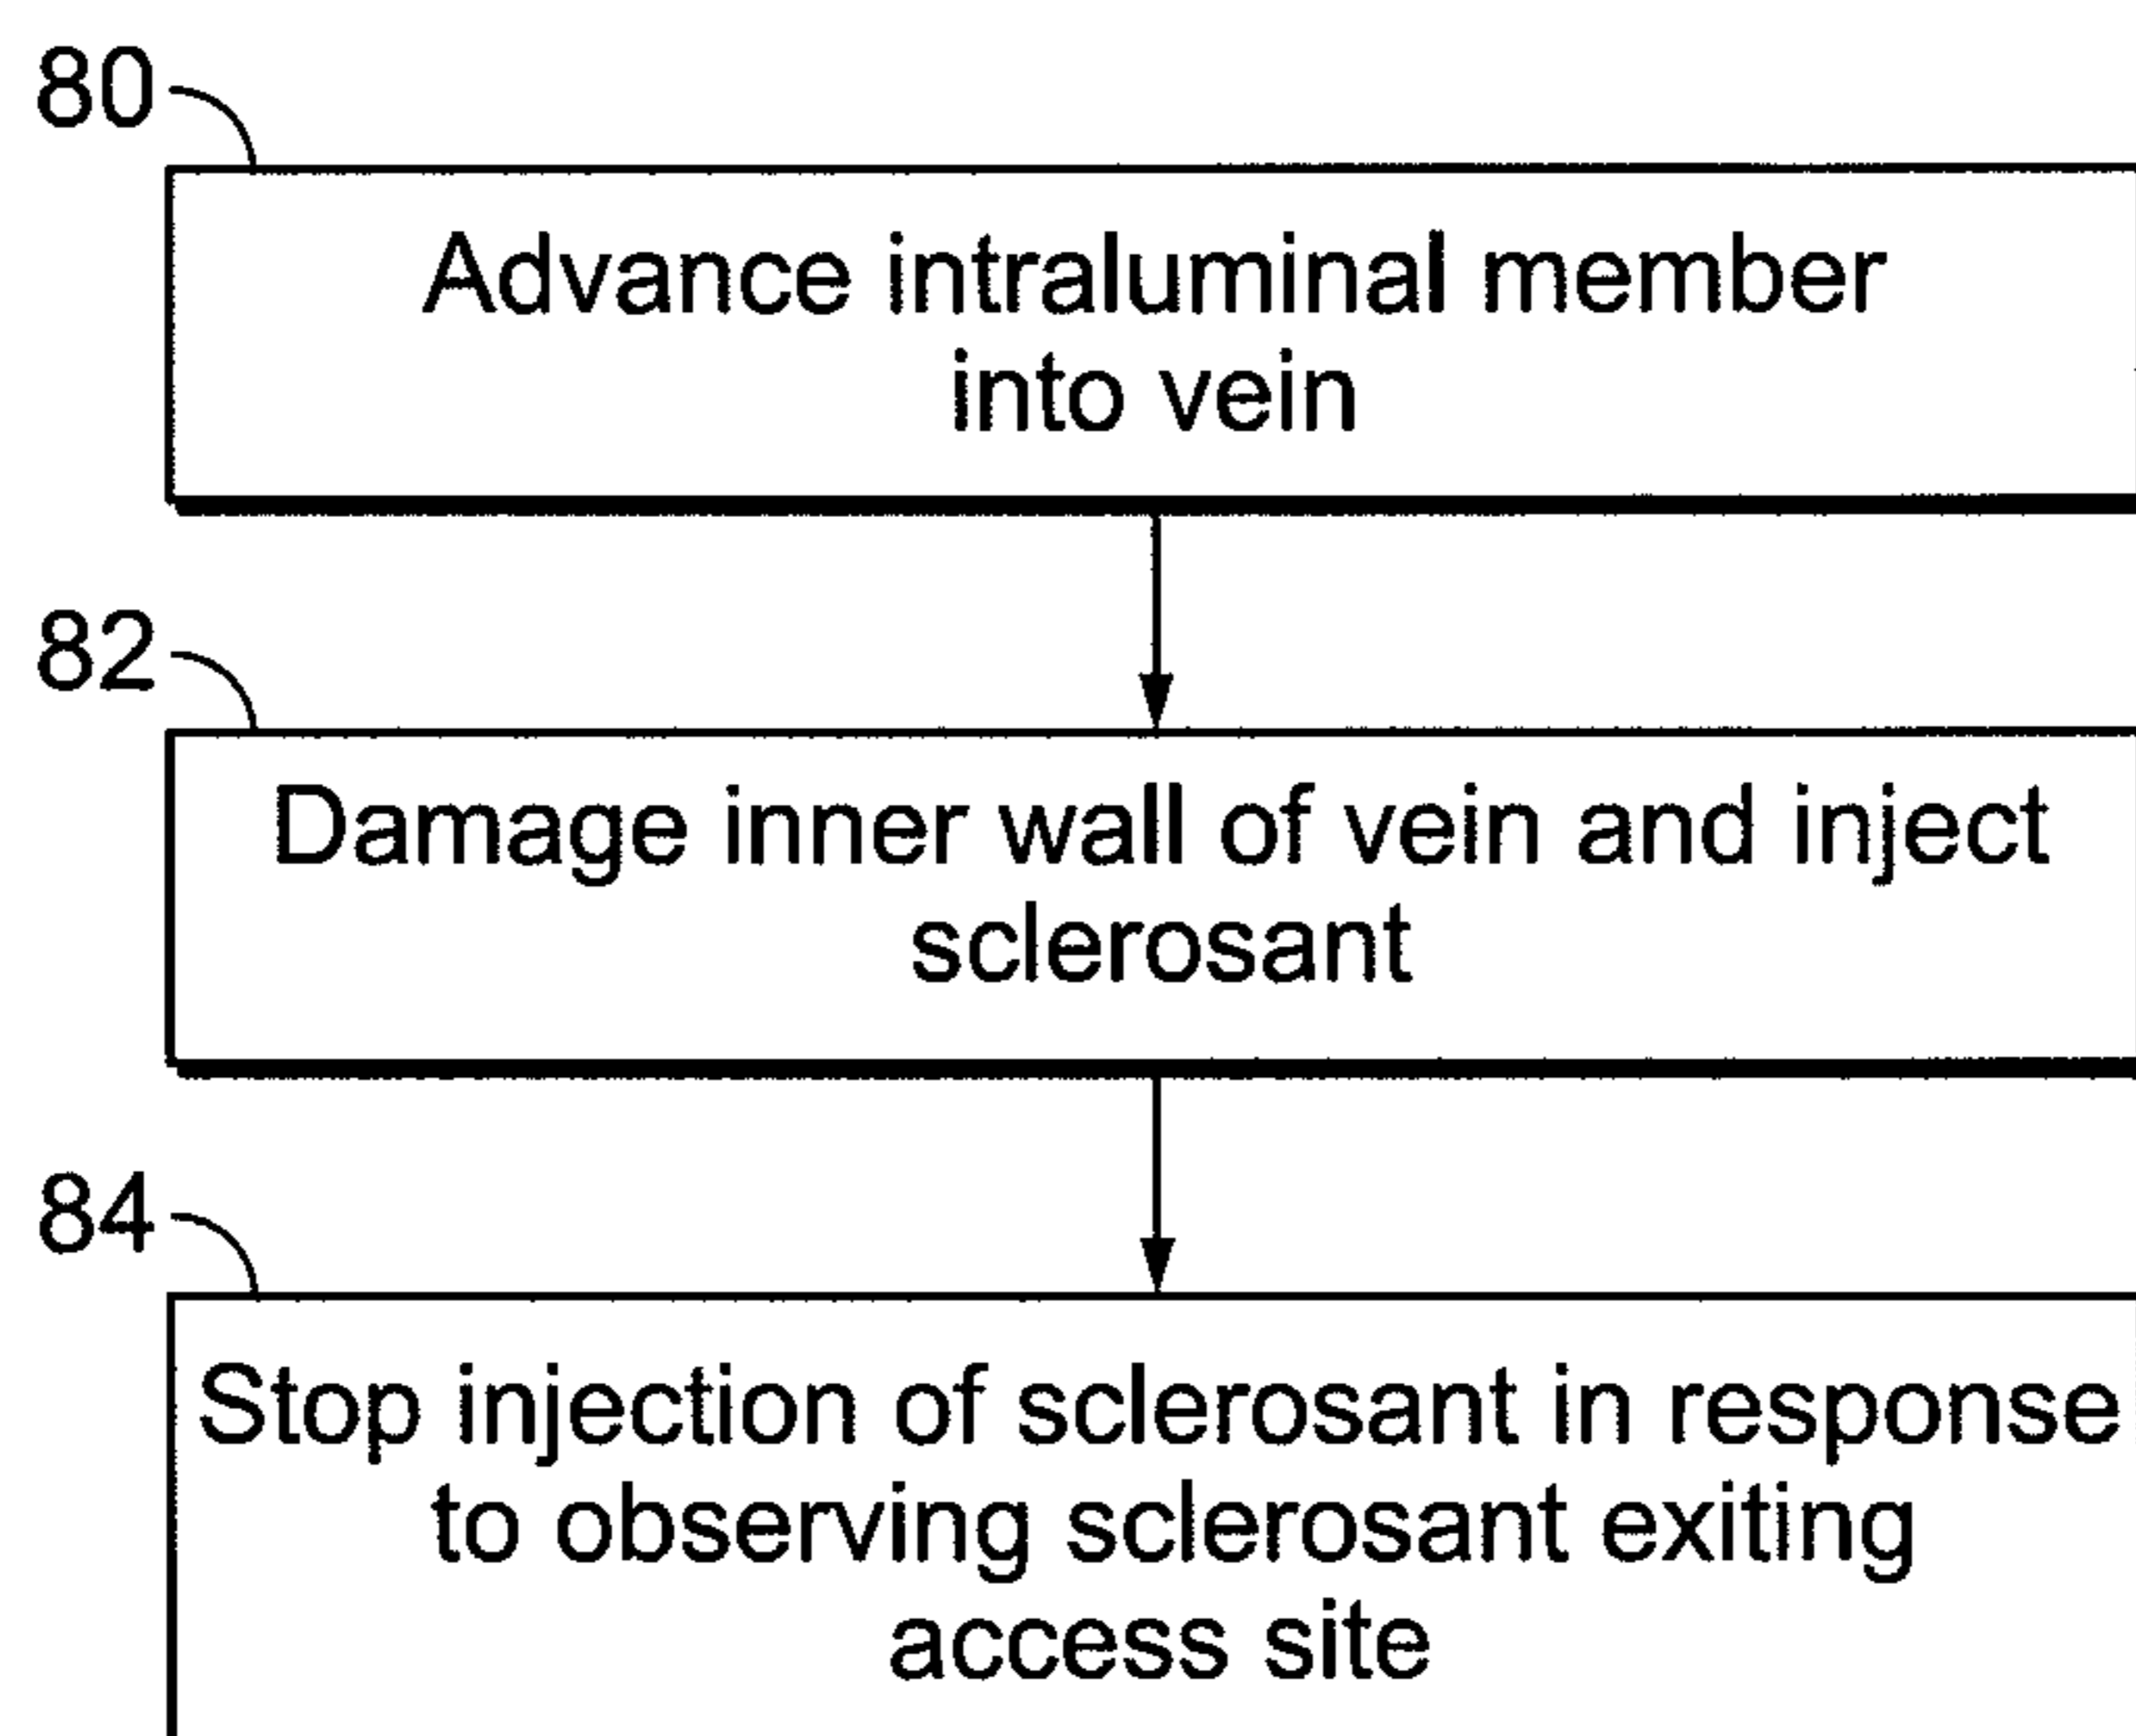 80
Advance intraluminal member
into vein
82
Damage inner wall of vein and inject
sclerosant
84
Stop injection of sclerosant in response
to observing sclerosant exiting
access site